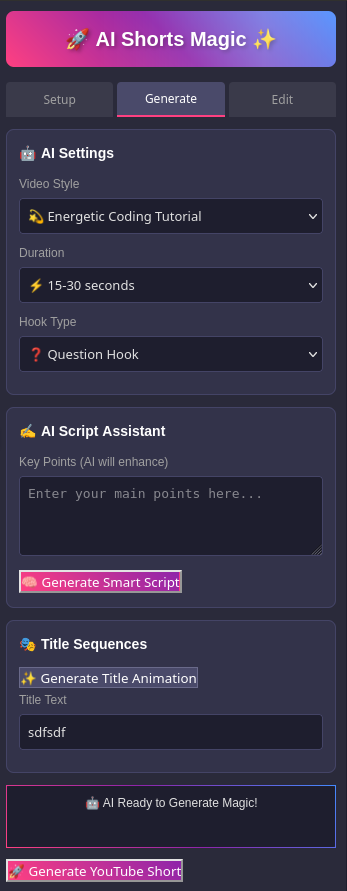 🚀 AI Shorts Magic ✨
Setup Generate Edit
🤖 AI Settings
Video Style
💫 Energetic Coding Tutorial
Duration
⚡ 15-30 seconds
Hook Type
❓ Question Hook
✍️ AI Script Assistant
Key Points (AI will enhance)
Enter your main points here...
🧠 Generate Smart Script
🎭 Title Sequences
✨ Generate Title Animation
Title Text
sdfsdf
🤖 AI Ready to Generate Magic!
🚀 Generate YouTube Short